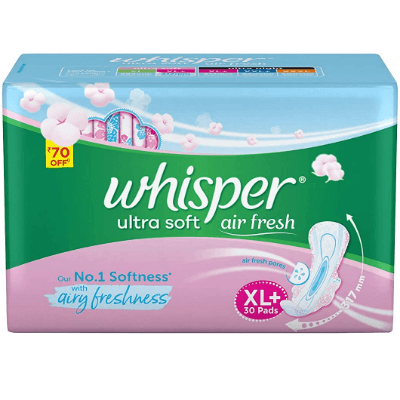 ₹70
OFF*
whisper®
ultra soft air fresh
Our No.1 Softness*
with
airy freshness
air fresh pores
XL+
30 Pads
317 mm